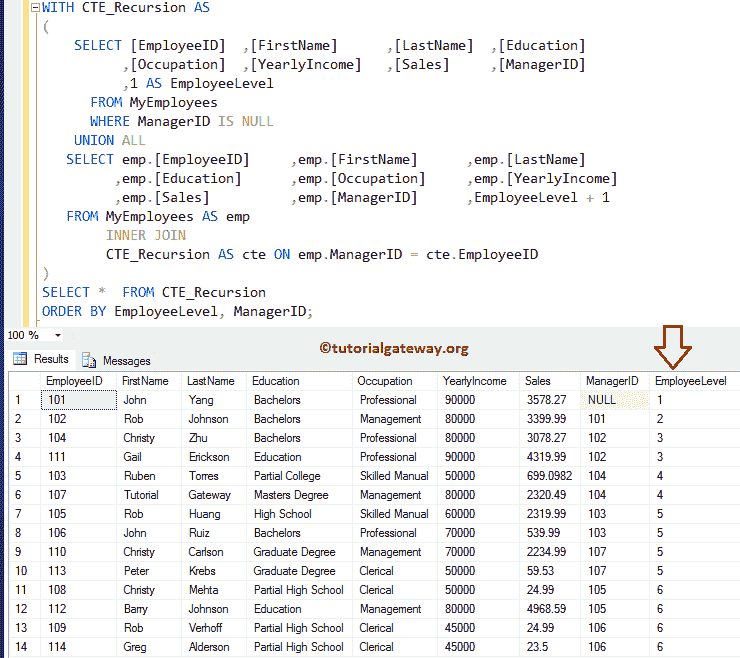 WITH CTE_Recursion AS
(
SELECT [EmployeeID] ,[FirstName] ,[LastName] ,[Education]
,[Occupation] ,[YearlyIncome] ,[Sales] ,[ManagerID]
,1 AS EmployeeLevel
FROM MyEmployees
WHERE ManagerID IS NULL
UNION ALL
SELECT emp.[EmployeeID] ,emp.[FirstName] ,emp.[LastName]
,emp.[Education] ,emp.[Occupation] ,emp.[YearlyIncome]
,emp.[Sales] ,emp.[ManagerID] ,EmployeeLevel + 1
FROM MyEmployees AS emp
INNER JOIN
CTE_Recursion AS cte ON emp.ManagerID = cte.EmployeeID
)
SELECT * FROM CTE_Recursion
ORDER BY EmployeeLevel, ManagerID;
100 %
©tutorialgateway.org
Results Messages
EmployeeID FirstName LastName Education Occupation YearlyIncome Sales ManagerID EmployeeLevel
1 101 John Yang Bachelors Professional 90000 3578.27 NULL 1
2 102 Rob Johnson Bachelors Management 80000 3399.99 101 2
3 104 Christy Zhu Bachelors Professional 80000 3078.27 102 3
4 111 Gail Erickson Education Professional 90000 4319.99 102 3
5 103 Ruben Torres Partial College Skilled Manual 50000 699.0982 104 4
6 107 Tutorial Gateway Masters Degree Management 80000 2320.49 104 4
7 105 Rob Huang High School Skilled Manual 60000 2319.99 103 5
8 106 John Ruiz Bachelors Professional 70000 539.99 103 5
9 110 Christy Carlson Graduate Degree Management 70000 2234.99 107 5
10 113 Peter Krebs Graduate Degree Clerical 50000 59.53 107 5
11 108 Christy Mehta Partial High School Clerical 50000 24.99 105 6
12 112 Barry Johnson Education Management 80000 4968.59 105 6
13 109 Rob Verhoff Partial High School Clerical 45000 24.99 106 6
14 114 Greg Alderson Partial High School Clerical 45000 23.5 106 6